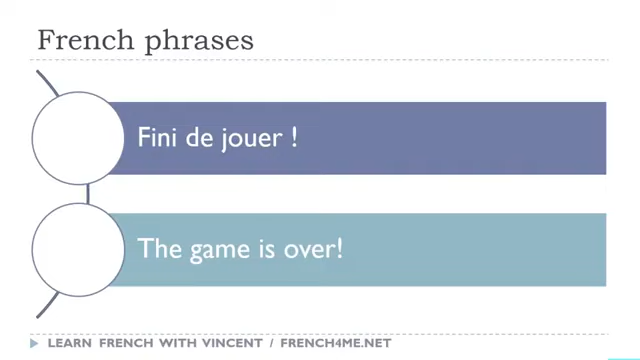 French phrases
Fini de jouer !
The game is over!
LEARN FRENCH WITH VINCENT / FRENCH4ME.NET